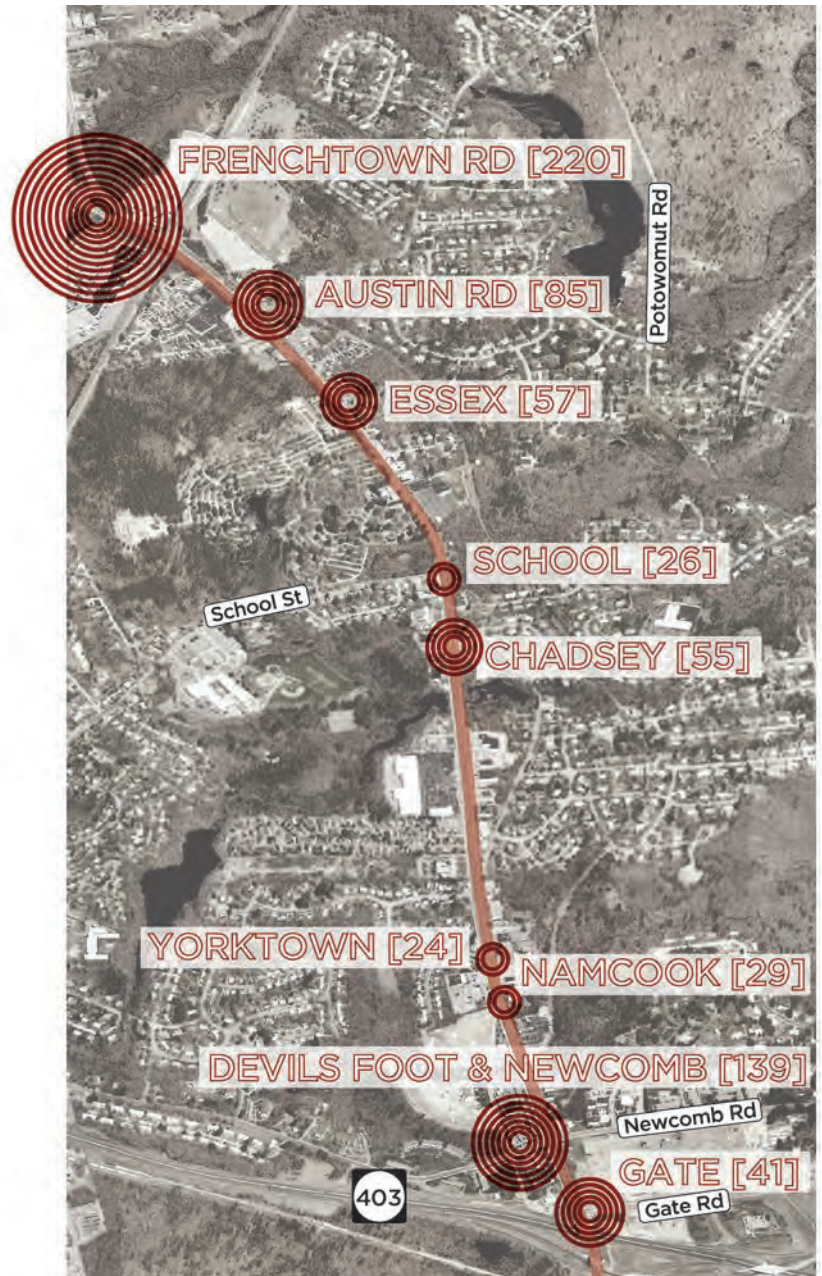 FRENCHTOWN RD [220]
Potowomut Rd
AUSTIN RD [85]
ESSEX [57]
SCHOOL [26]
School St
CHADSEY [55]
YORKTOWN [24]
NAMCOOK [29]
DEVILS FOOT & NEWCOMB [139]
Newcomb Rd
GATE [41]
403
Gate Rd